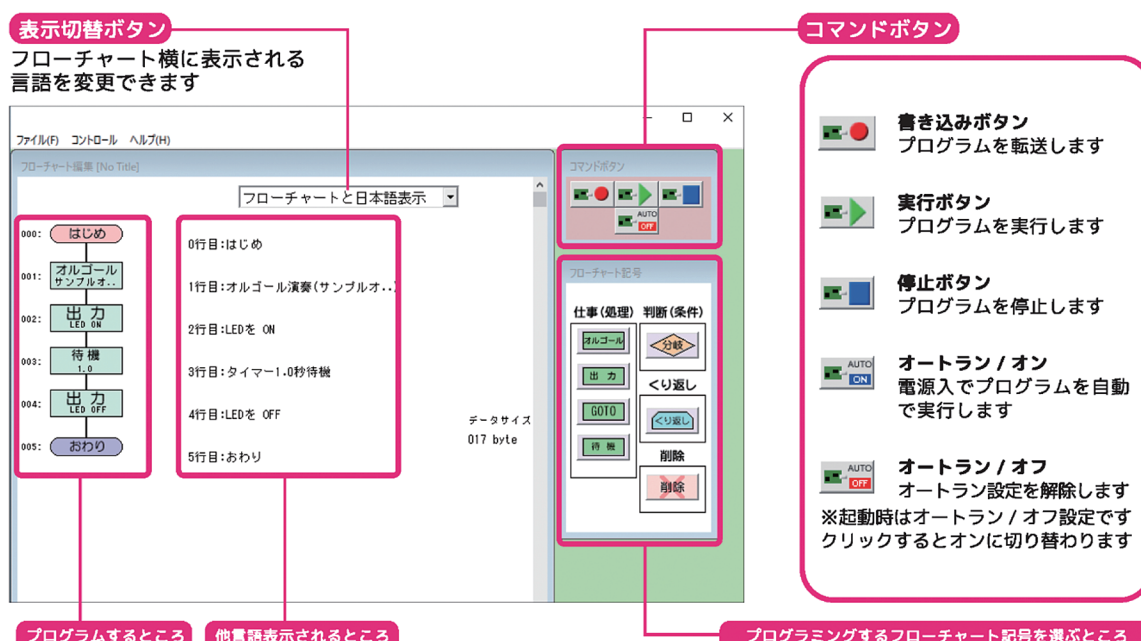 表示切替ボタン
フローチャート横に表示される
言語を変更できます
コマンドボタン
ファイル(F) コントロール ヘルプ(H)
フローチャート編集 [No Title]
フローチャートと日本語表示
000: はじめ
001: オルゴール
サンプルオ..
002: 出力
LED ON
003: 待機
1.0
004: 出力
LED OFF
005: おわり
0行目:はじめ
1行目:オルゴール演奏(サンプルオ..)
2行目:LEDを ON
3行目:タイマー1.0秒待機
4行目:LEDを OFF
5行目:おわり
データサイズ
017 byte
コマンドボタン
AUTO
OFF
フローチャート記号
仕事(処理) 判断(条件)
オルゴール
出 力
GOTO
待 機
分岐
くり返し
くり返し
削除
削除
書き込みボタン
プログラムを転送します
実行ボタン
プログラムを実行します
停止ボタン
プログラムを停止します
AUTO
ON
オートラン / オン
電源入でプログラムを自動
で実行します
AUTO
OFF
オートラン / オフ
オートラン設定を解除します
※起動時はオートラン / オフ設定です
クリックするとオンに切り替わります
プログラムするところ
他言語表示されるところ
プログラミングするフローチャート記号を選ぶところ